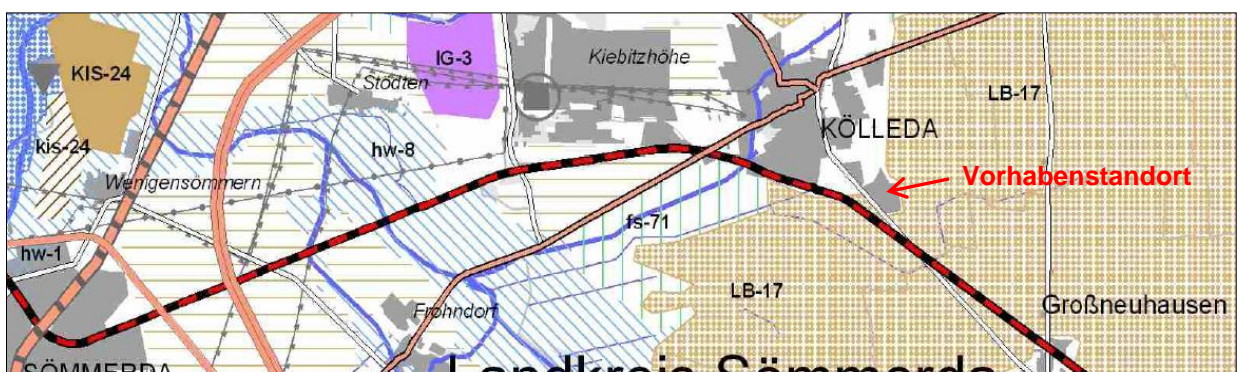 KIS-24
IG-3
Kiebitzhöhe
Stödten
LB-17
KÖLLEDA
kis-24
hw-8
Wenigensömmern
Vorhabenstandort
hw-1
fs-71
LB-17
Frohndorf
Großneuhausen
SÖMMERDA
Landkreis Sömmerda